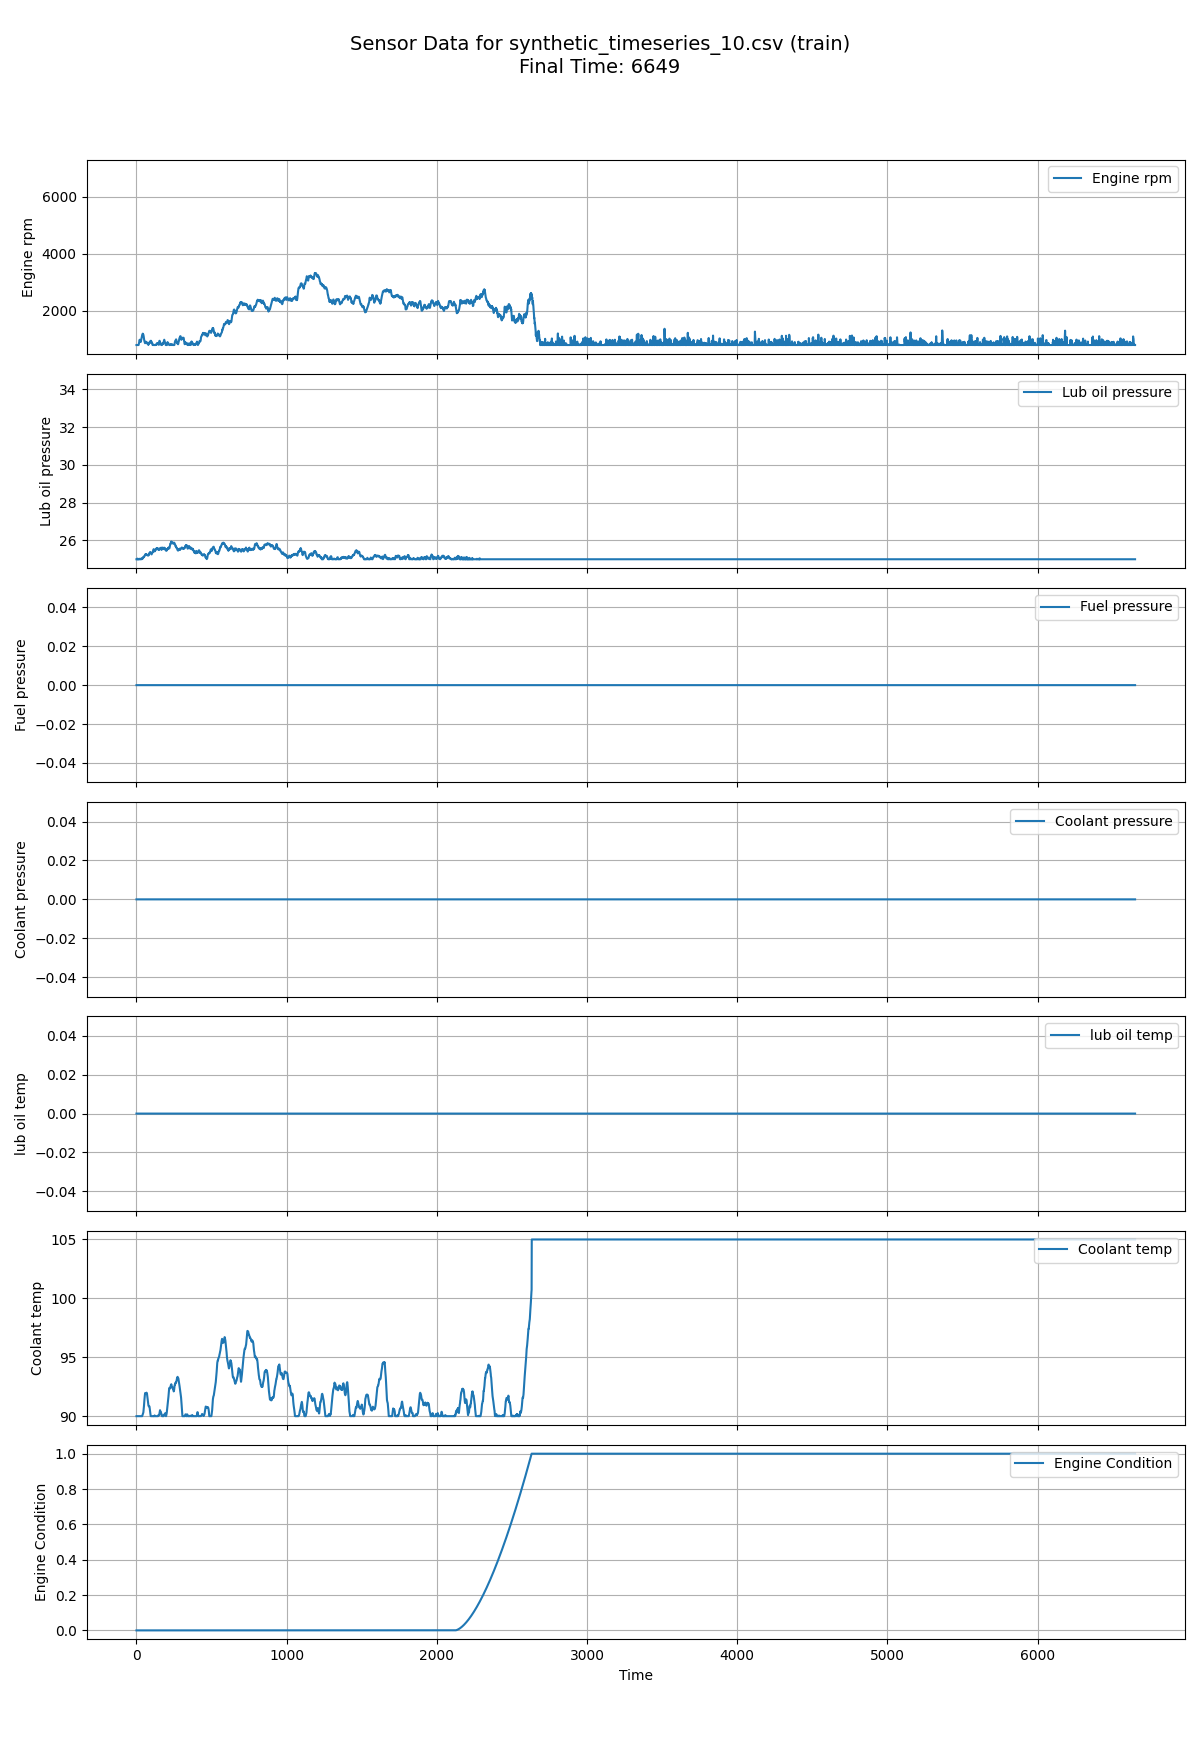 Sensor Data for synthetic_timeseries_10.csv (train)
Final Time: 6649
Engine rpm
6000
4000
2000
Engine rpm
Lub oil pressure
34
32
30
28
26
Lub oil pressure
Fuel pressure
0.04
0.02
0.00
−0.02
−0.04
Fuel pressure
Coolant pressure
0.04
0.02
0.00
−0.02
−0.04
Coolant pressure
lub oil temp
0.04
0.02
0.00
−0.02
−0.04
lub oil temp
Coolant temp
105
100
95
90
Coolant temp
Engine Condition
1.0
0.8
0.6
0.4
0.2
0.0
Engine Condition
0 1000 2000 3000 4000 5000 6000
Time